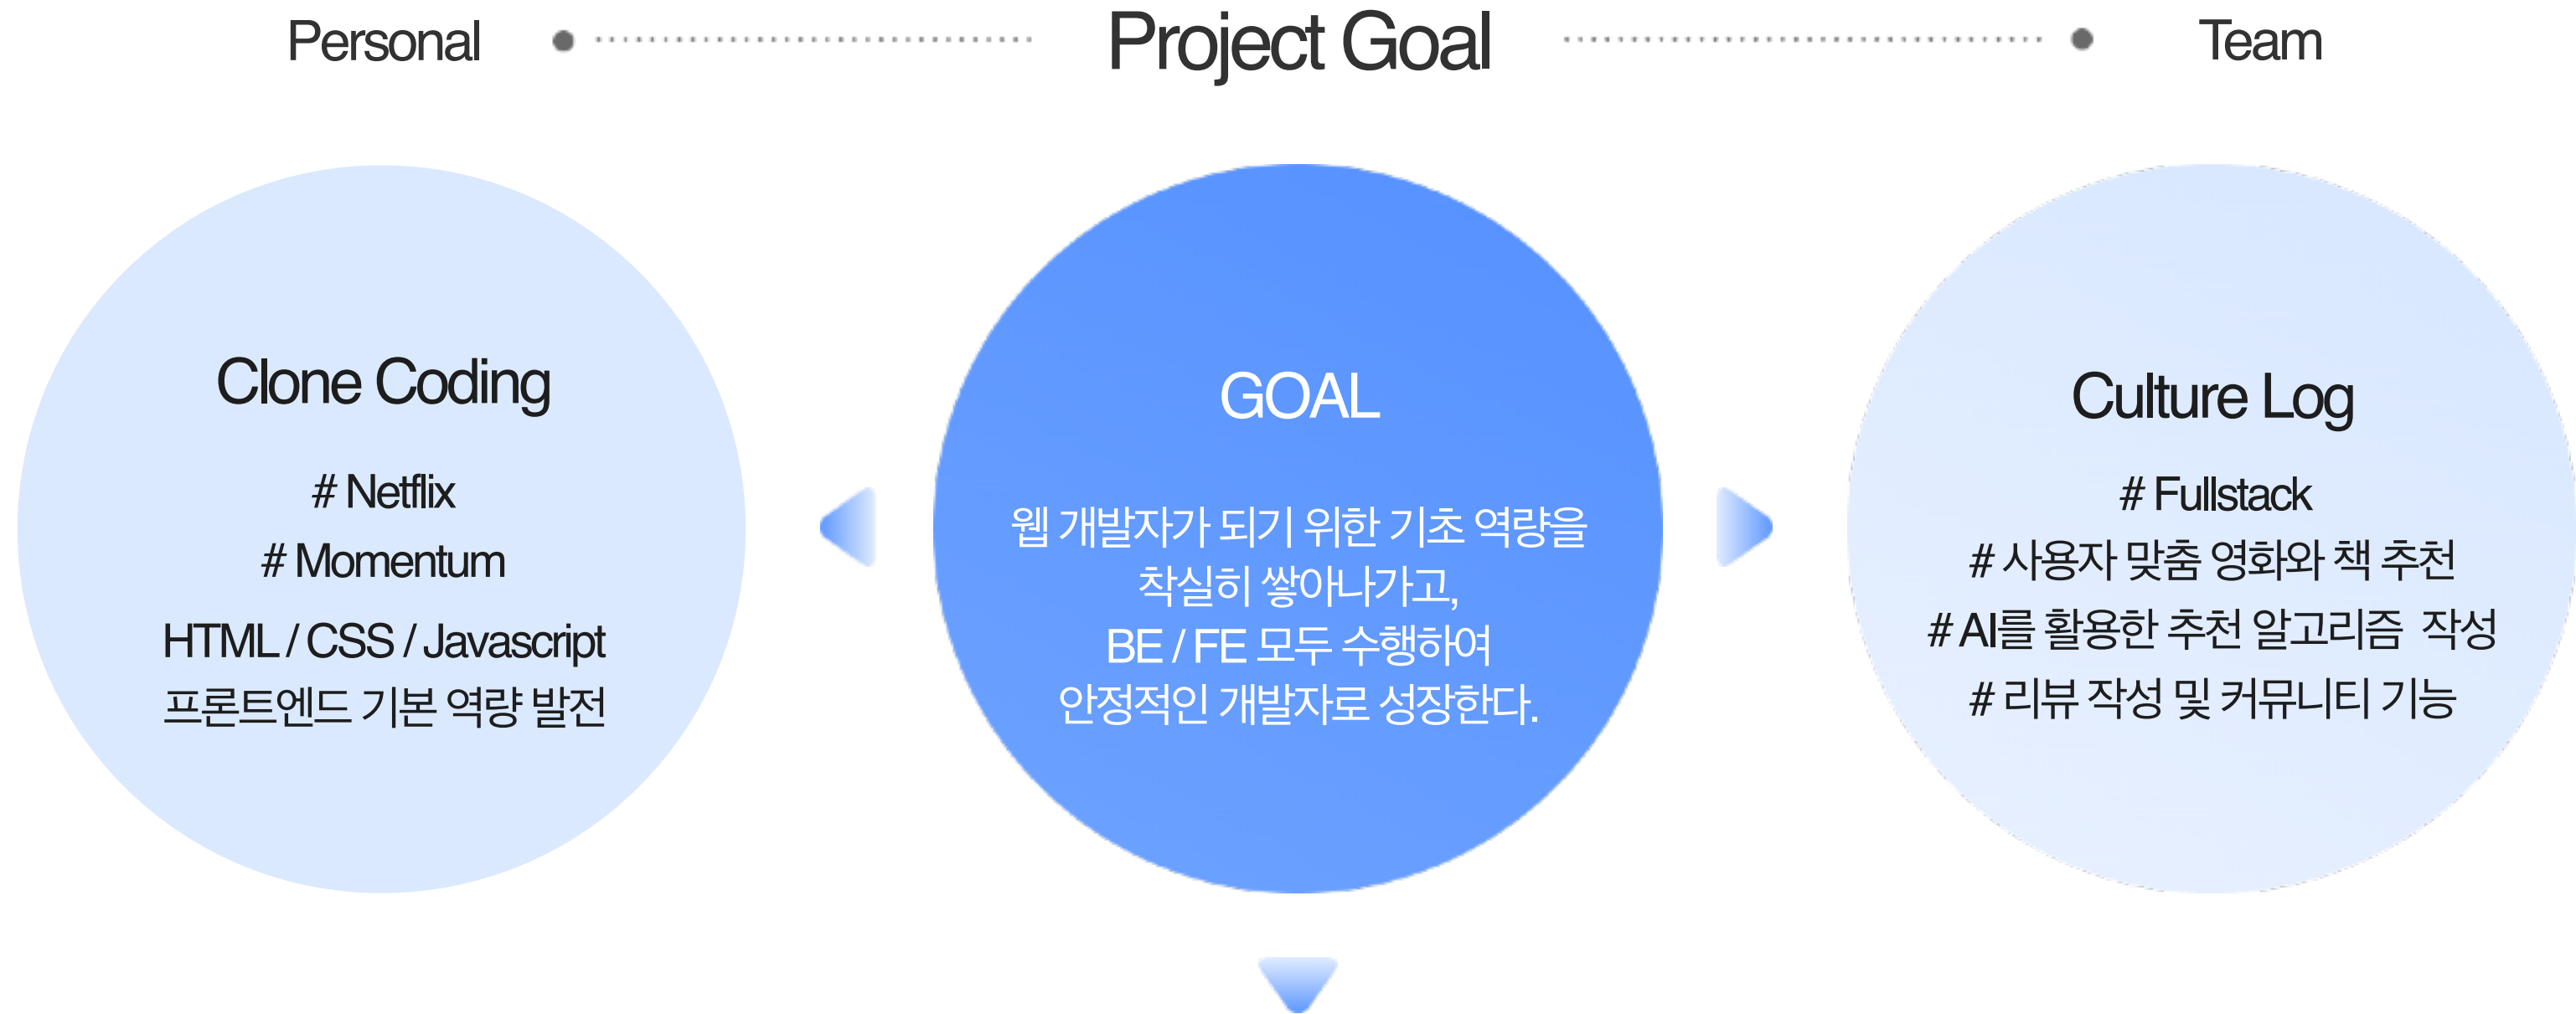 Personal
Project Goal
Team
Clone Coding
# Netflix
# Momentum
HTML / CSS / Javascript
프론트엔드 기본 역량 발전
GOAL
웹 개발자가 되기 위한 기초 역량을
착실히 쌓아나가고,
BE / FE 모두 수행하여
안정적인 개발자로 성장한다.
Culture Log
# Fullstack
# 사용자 맞춤 영화와 책 추천
# AI를 활용한 추천 알고리즘 작성
# 리뷰 작성 및 커뮤니티 기능